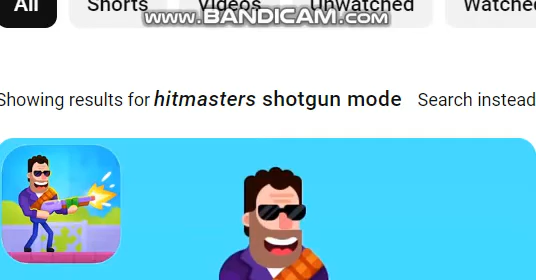 All Shorts Videos Unwatched Watched
www.BANDICAM.com
Showing results for hitmasters shotgun mode Search instead